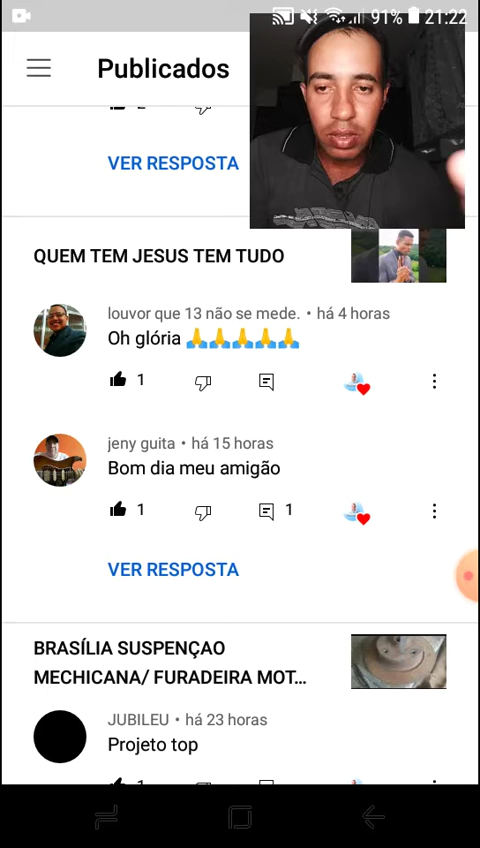 91% 21:22
Publicados
VER RESPOSTA
QUEM TEM JESUS TEM TUDO
louvor que 13 não se mede. • há 4 horas
Oh glória 🙏🙏🙏🙏🙏
1
jeny guita • há 15 horas
Bom dia meu amigão
1 1
VER RESPOSTA
BRASÍLIA SUSPENÇAO
MECHICANA/ FURADEIRA MOT...
JUBILEU • há 23 horas
Projeto top